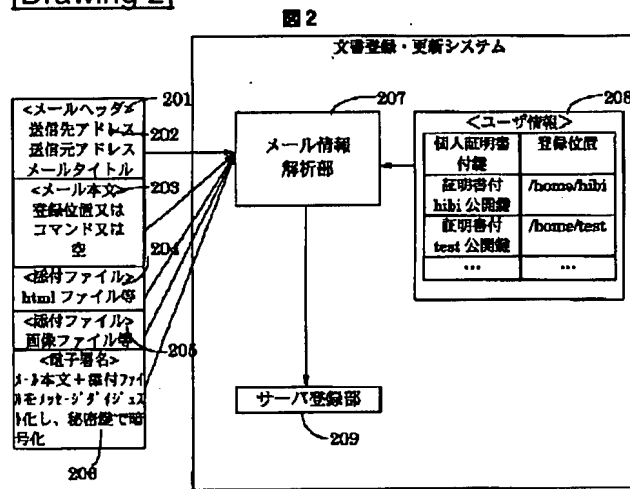 [Drawing 2]
図2
文書登録・更新システム
<メールヘッダ>
201
送信先アドレス
202
送信元アドレス
メールタイトル
<メール本文>
203
登録位置又は
コマンド又は
空
204
<添付ファイル>
html ファイル等
<添付ファイル>
画像ファイル等
205
<電子署名>
メール本文+添付ファイ
ルをメッセージダイジェス
ト化し、秘密鍵で暗
号化
206
207
メール情報
解析部
208
<ユーザ情報>
個人証明書
付鍵
登録位置
証明書付
hibi 公開鍵
/home/hibi
証明書付
test 公開鍵
/home/test
…
…
サーバ登録部
209